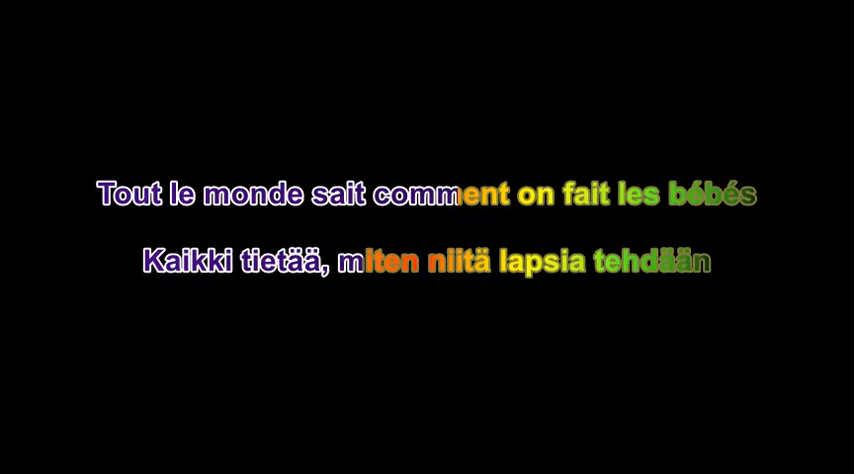 Tout le monde sait comment on fait les bébés
Kaikki tietää, miten niitä lapsia tehdään